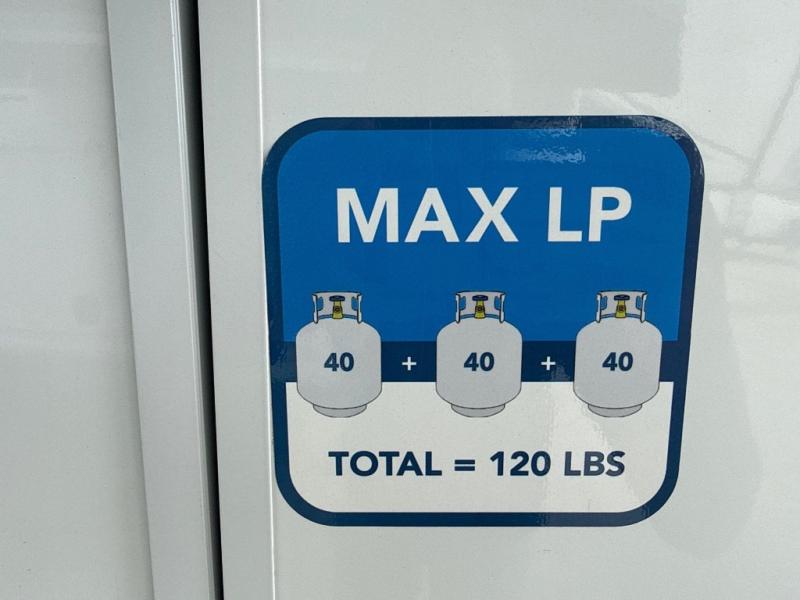 MAX LP
40 + 40 + 40
TOTAL = 120 LBS